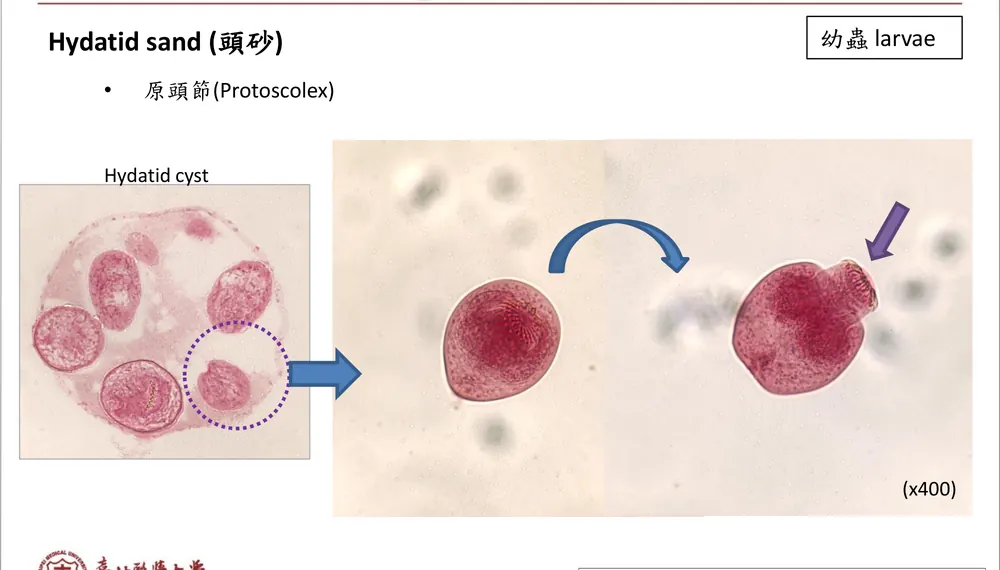 Hydatid sand (頭砂)
幼蟲 larvae
• 原頭節(Protoscolex)
Hydatid cyst
(x400)